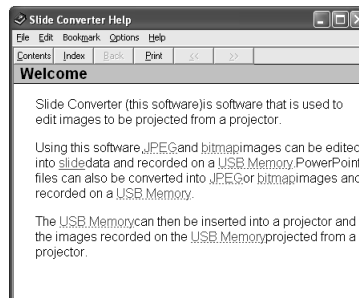 Slide Converter Help
File Edit Bookmark Options Help
Contents Index Back Print << >>
Welcome
Slide Converter (this software)is software that is used to
edit images to be projected from a projector.
Using this software,JPEGand bitmapimages can be edited
into slidedata and recorded on a USB Memory.PowerPoint
files can also be converted into JPEGor bitmapimages and
recorded on a USB Memory.
The USB Memorycan then be inserted into a projector and
the images recorded on the USB Memoryprojected from a
projector.